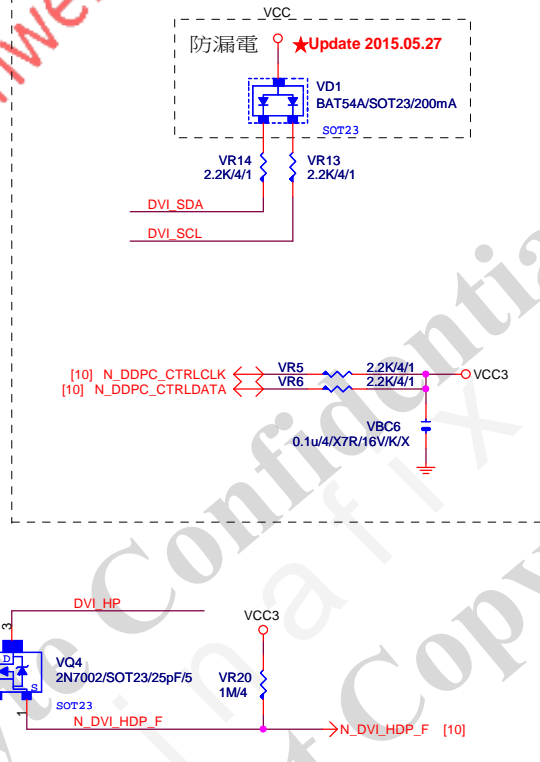 VCC
防漏電 ★Update 2015.05.27
VD1
BAT54A/SOT23/200mA
SOT23
VR14
2.2K/4/1
VR13
2.2K/4/1
DVI_SDA
DVI_SCL
[10] N_DDPC_CTRLCLK
VR5
2.2K/4/1
[10] N_DDPC_CTRLDATA
VR6
2.2K/4/1
VCC3
VBC6
0.1u/4/X7R/16V/K/X
DVI_HP
3
D
S
1
VQ4
2N7002/SOT23/25pF/5
SOT23
VCC3
VR20
1M/4
N_DVI_HDP_F
N_DVI_HDP_F [10]
Confidential
Copy
inafix